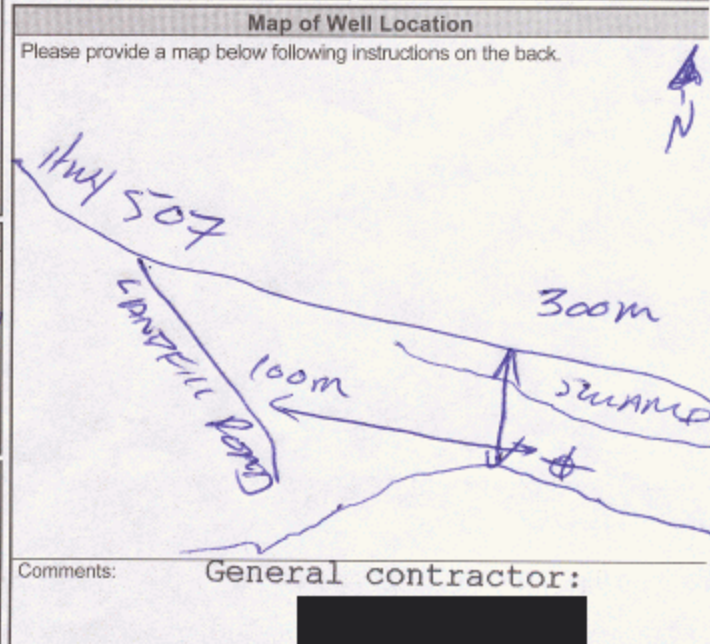 Map of Well Location
Please provide a map below following instructions on the back.
N
Hwy 507
300m
LANDFILL ROAD
100m
SWAMP
Comments:
General contractor: